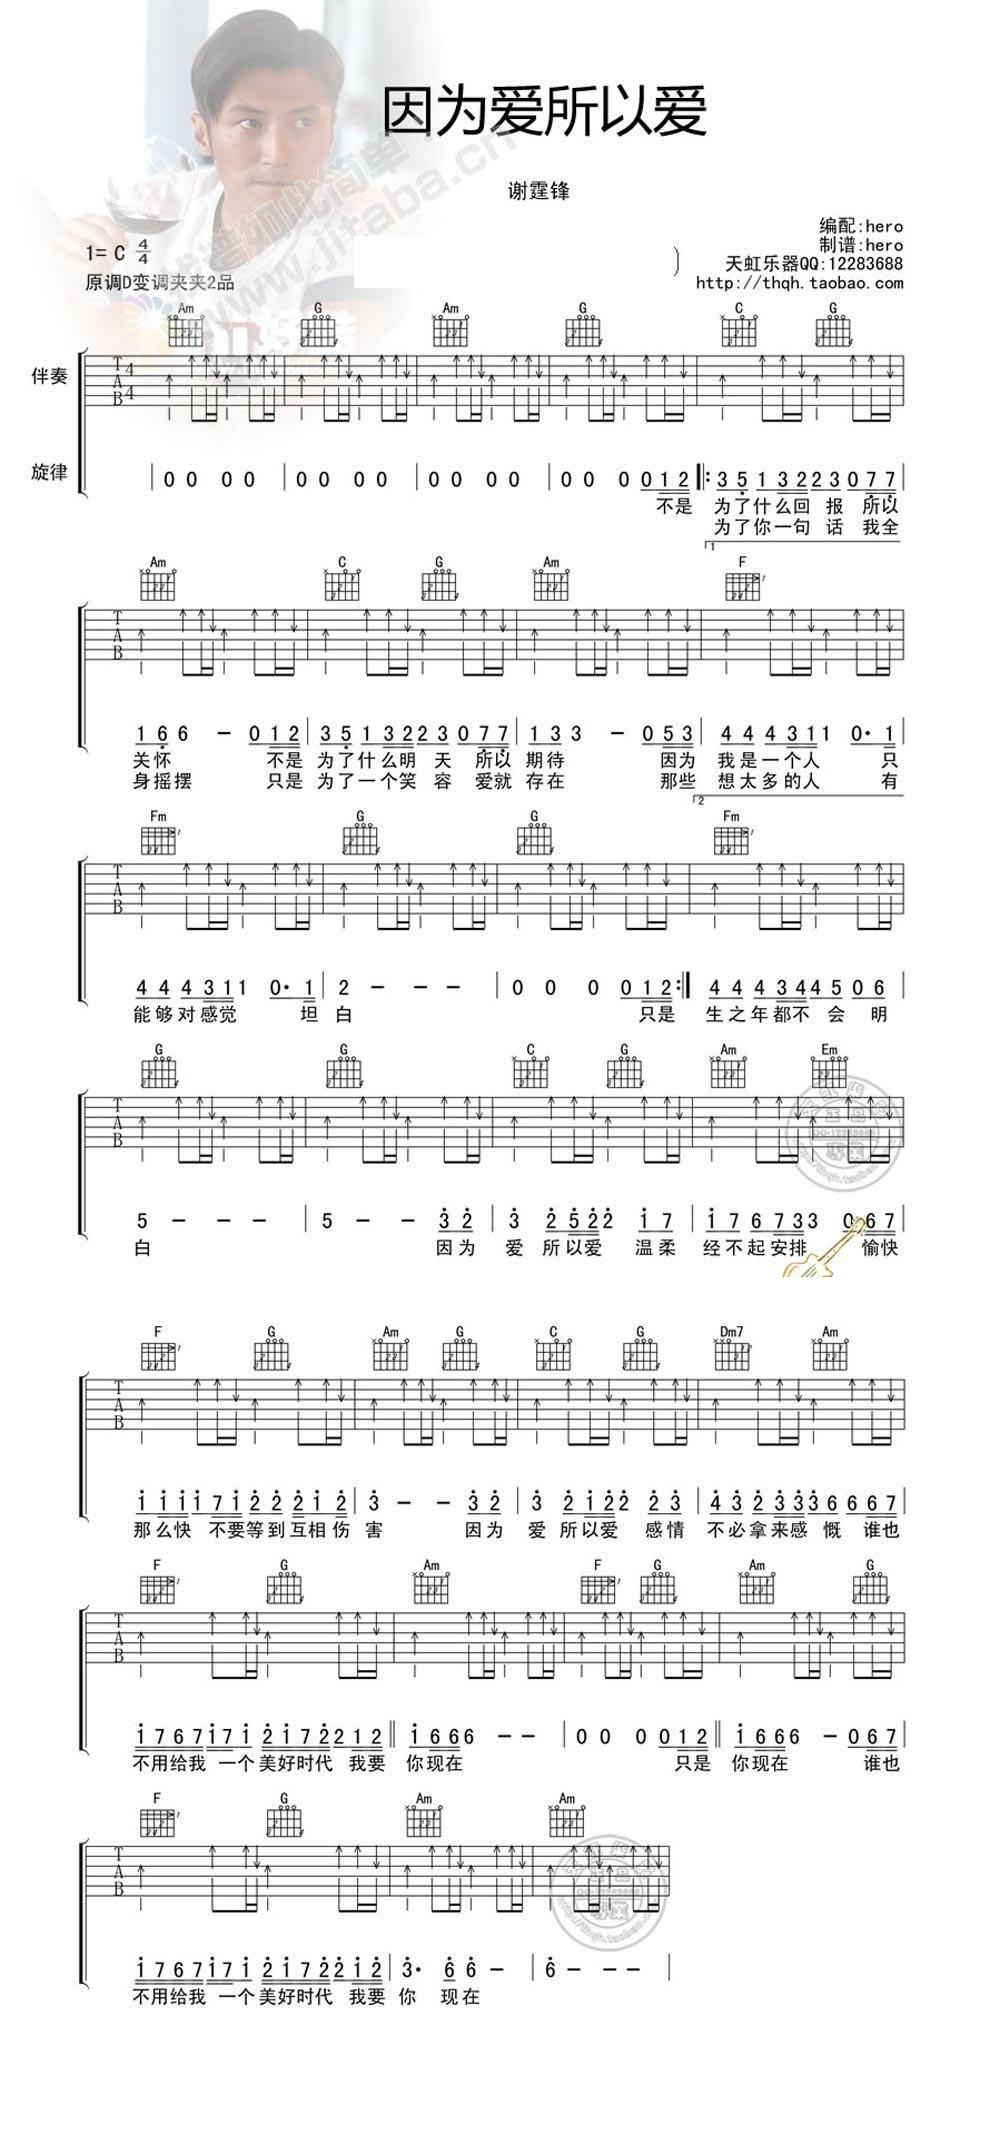 因为爱所以爱
谢霆锋
编配:hero
1= C 4/4
制谱:hero
天虹乐器QQ:12283688
原调D变调夹夹2品
http://thqh.taobao.com
Am G Am G C G
伴奏 T A B 4 4
旋律 0 0 0 0 | 0 0 0 0 | 0 0 0 0 | 0 0 0 0 1 2 |: 3 5 1 3 2 2 3 0 7 7 |
不是 为了什么回 报 所以
为了你一句 话 我全
1
Am C G Am F
T A B
1 6 6 - 0 1 2 | 3 5 1 3 2 2 3 0 7 7 | 1 3 3 - 0 5 3 | 4 4 4 3 1 1 0· 1
关怀 不是 为了什么明 天 所以 期待 因为 我是一个人 只
身摇摆 只是 为了一个笑 容 爱就 存在 那些 想太多的人 有
2
Fm G G Fm
T A B
4 4 4 3 1 1 0· 1 | 2 - - - | 0 0 0 0 1 2 :| 4 4 4 3 4 4 5 0 6 |
能够对感觉 坦 白 只是 生之年都不 会 明
G G C G Am Em
T A B
5 - - - | 5 - - 3 2 | 3 2 5 2 2 1 7 | 1 7 6 7 3 3 0 6 7 |
白 因为 爱 所以爱 温柔 经不起安排 愉快
F G Am G C G Dm7 Am
T A B
1 1 1 1 7 1 2 2 2 1 2 | 3 - - 3 2 | 3 2 1 2 2 2 3 | 4 3 2 3 3 3 6 6 6 7 |
那么快 不要等到互相伤 害 因为 爱 所以爱 感情 不必拿来感 慨 谁也
F G Am F G Am G
T A B
1 7 6 7 1 7 1 2 1 7 2 2 1 2 || 1 6 6 6 - - | 0 0 0 0 1 2 || 1 6 6 6 - 0 6 7 |
不用给我 一个美好时代 我要 你现在 只是 你现在 谁也
F G Am Am
T A B
1 7 6 7 1 7 1 2 1 7 2 2 1 2 | 3· 6 6 - | 6 - - - |
不用给我 一个美好时代 我要 你 现在